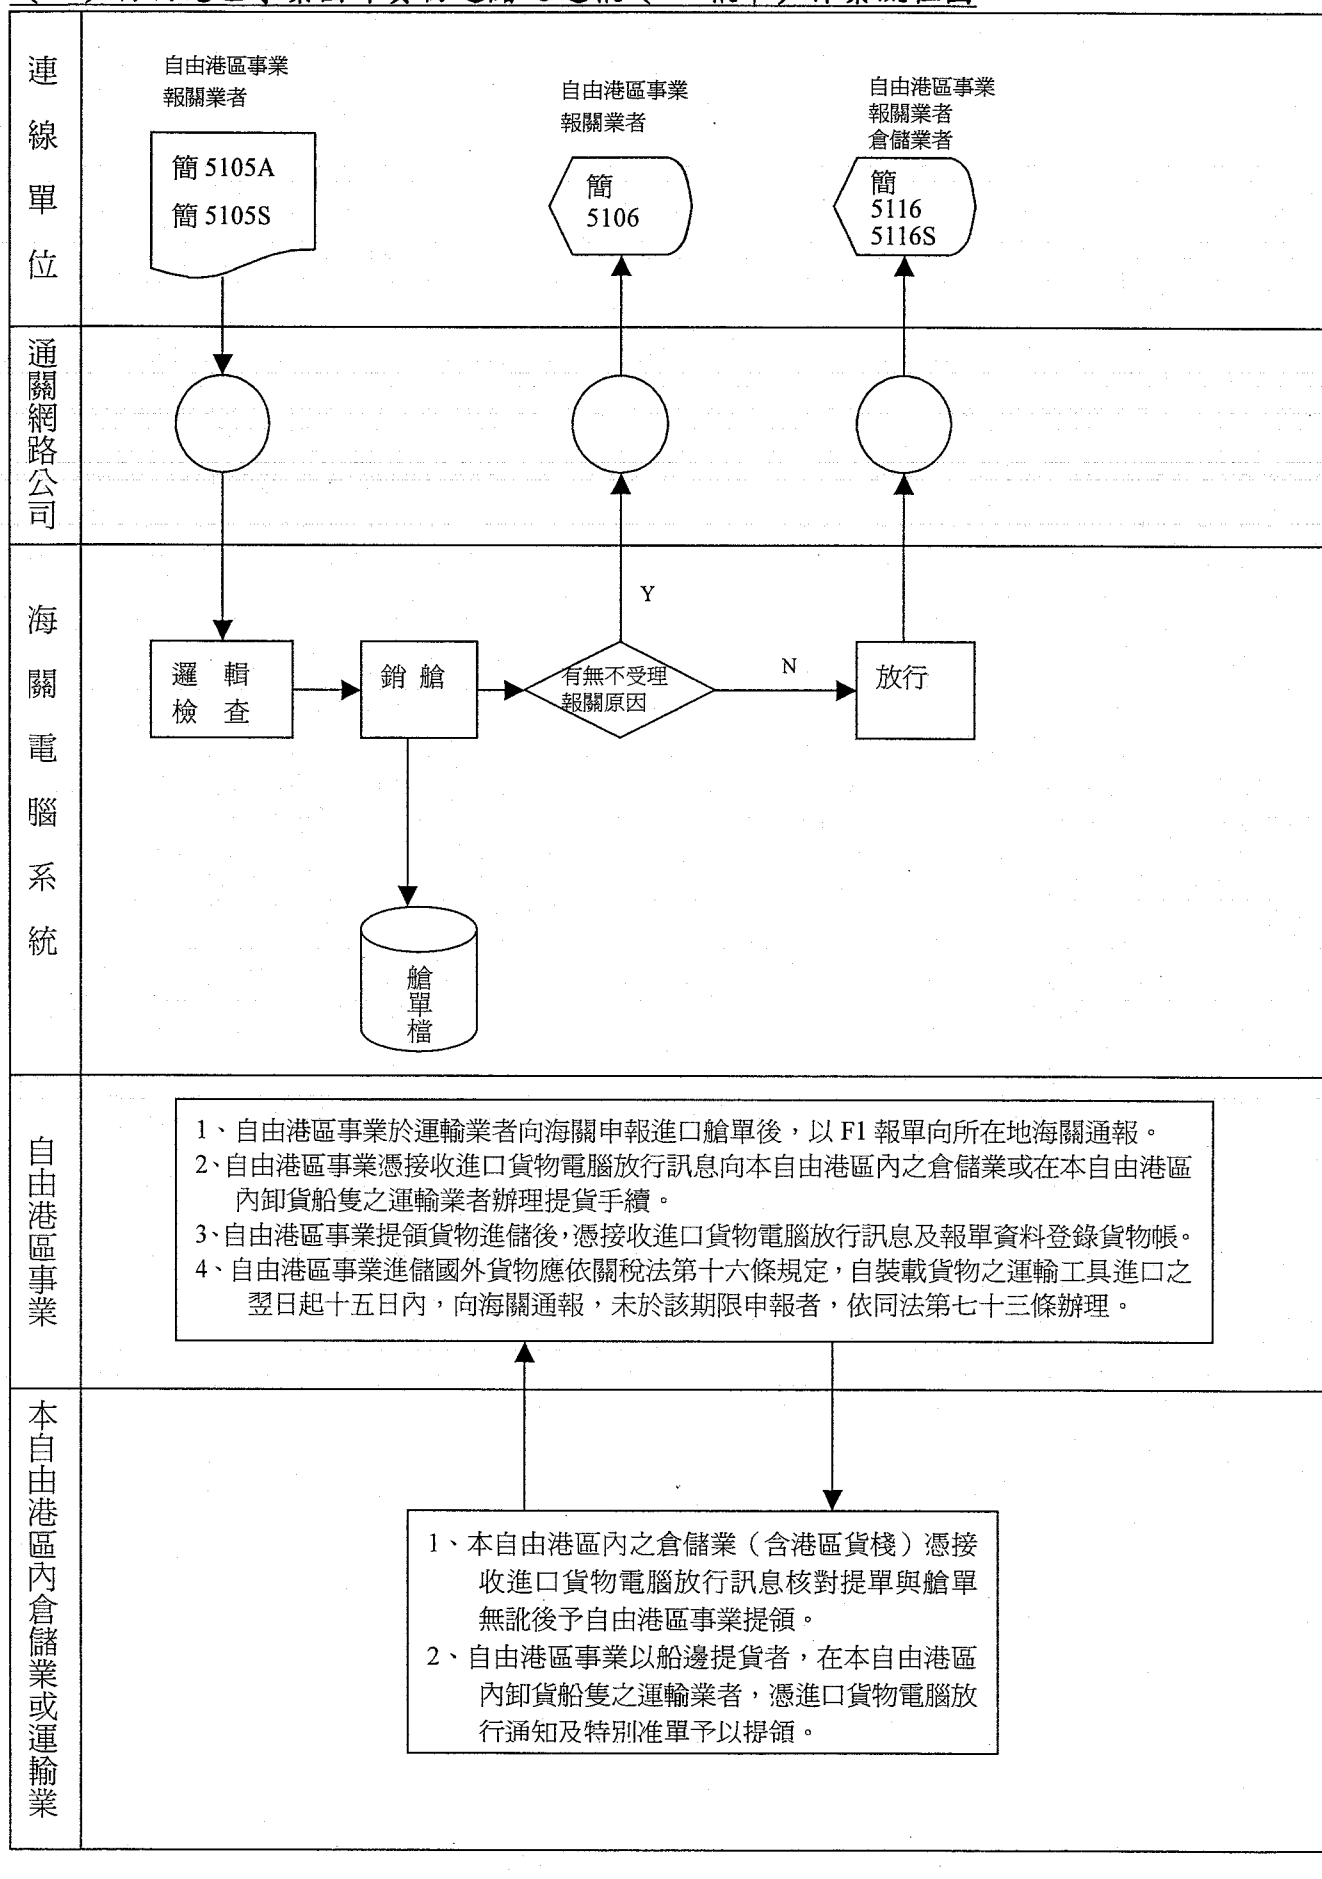 連線單位
自由港區事業
報關業者
簡 5105A
簡 5105S
自由港區事業
報關業者
簡
5106
自由港區事業
報關業者
倉儲業者
簡
5116
5116S
通關網路公司
海關電腦系統
邏輯
檢查
銷艙
有無不受理
報關原因
Y
N
放行
艙單檔
自由港區事業
1、自由港區事業於運輸業者向海關申報進口艙單後，以 F1 報單向所在地海關通報。
2、自由港區事業憑接收進口貨物電腦放行訊息向本自由港區內之倉儲業或在本自由港區
內卸貨船隻之運輸業者辦理提貨手續。
3、自由港區事業提領貨物進儲後，憑接收進口貨物電腦放行訊息及報單資料登錄貨物帳。
4、自由港區事業進儲國外貨物應依關稅法第十六條規定，自裝載貨物之運輸工具進口之
翌日起十五日內，向海關通報，未於該期限申報者，依同法第七十三條辦理。
本自由港區內倉儲業或運輸業
1、本自由港區內之倉儲業（含港區貨棧）憑接
收進口貨物電腦放行訊息核對提單與艙單
無訛後予自由港區事業提領。
2、自由港區事業以船邊提貨者，在本自由港區
內卸貨船隻之運輸業者，憑進口貨物電腦放
行通知及特別准單予以提領。